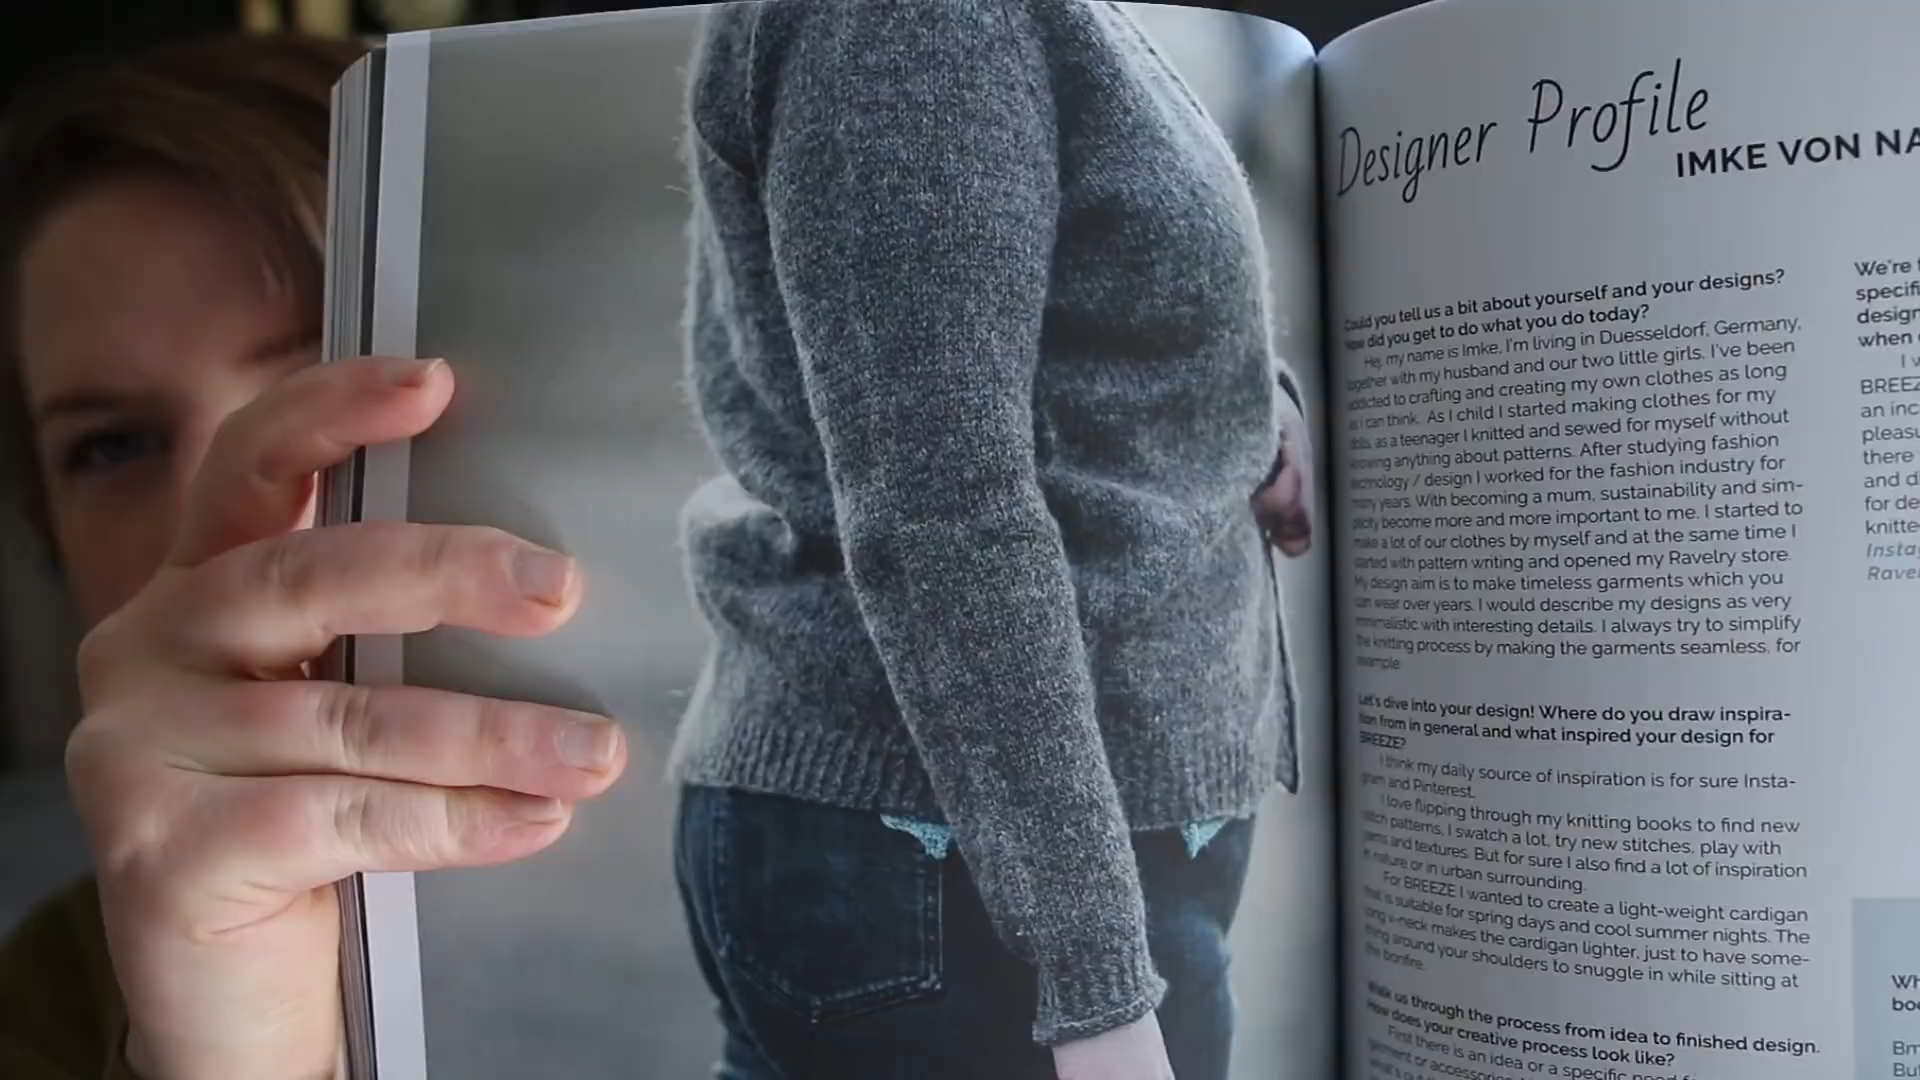 Designer Profile
IMKE VON NA
Could you tell us a bit about yourself and your designs?
How did you get to do what you do today?
Hej, my name is Imke, I'm living in Duesseldorf, Germany,
together with my husband and our two little girls. I've been
addicted to crafting and creating my own clothes as long
as I can think. As I child I started making clothes for my
dolls, as a teenager I knitted and sewed for myself without
knowing anything about patterns. After studying fashion
technology / design I worked for the fashion industry for
many years. With becoming a mum, sustainability and sim-
plicity become more and more important to me. I started to
make a lot of our clothes by myself and at the same time I
started with pattern writing and opened my Ravelry store.
My design aim is to make timeless garments which you
can wear over years. I would describe my designs as very
minimalistic with interesting details. I always try to simplify
the knitting process by making the garments seamless, for
example.
Let's dive into your design! Where do you draw inspira-
tion from in general and what inspired your design for
BREEZE?
I think my daily source of inspiration is for sure Insta-
gram and Pinterest.
I love flipping through my knitting books to find new
stitch patterns, I swatch a lot, try new stitches, play with
yarns and textures. But for sure I also find a lot of inspiration
in nature or in urban surrounding.
For BREEZE I wanted to create a light-weight cardigan
that is suitable for spring days and cool summer nights. The
long v-neck makes the cardigan lighter, just to have some-
thing around your shoulders to snuggle in while sitting at
the bonfire.
Walk us through the process from idea to finished design.
How does your creative process look like?
First there is an idea or a specific need
garment or
We're
specifi
design
when
I w
BREEZ
an inc
pleasu
there
and d
for de
knitte
Insta
Ravel
Wh
boo
Bm
But